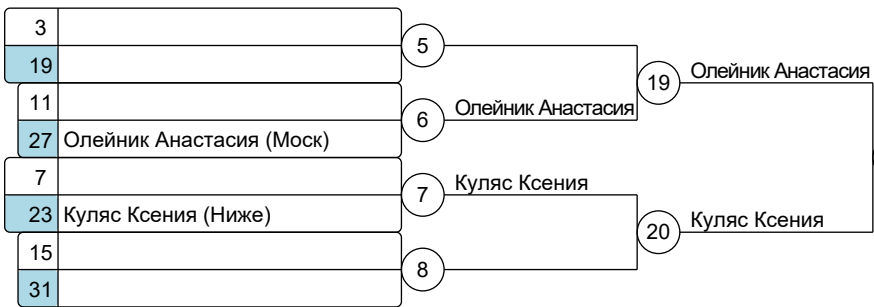 3
5
19
19 Олейник Анастасия
11
6 Олейник Анастасия
27 Олейник Анастасия (Моск)
7
7 Куляс Ксения
23 Куляс Ксения (Ниже)
20 Куляс Ксения
15
8
31